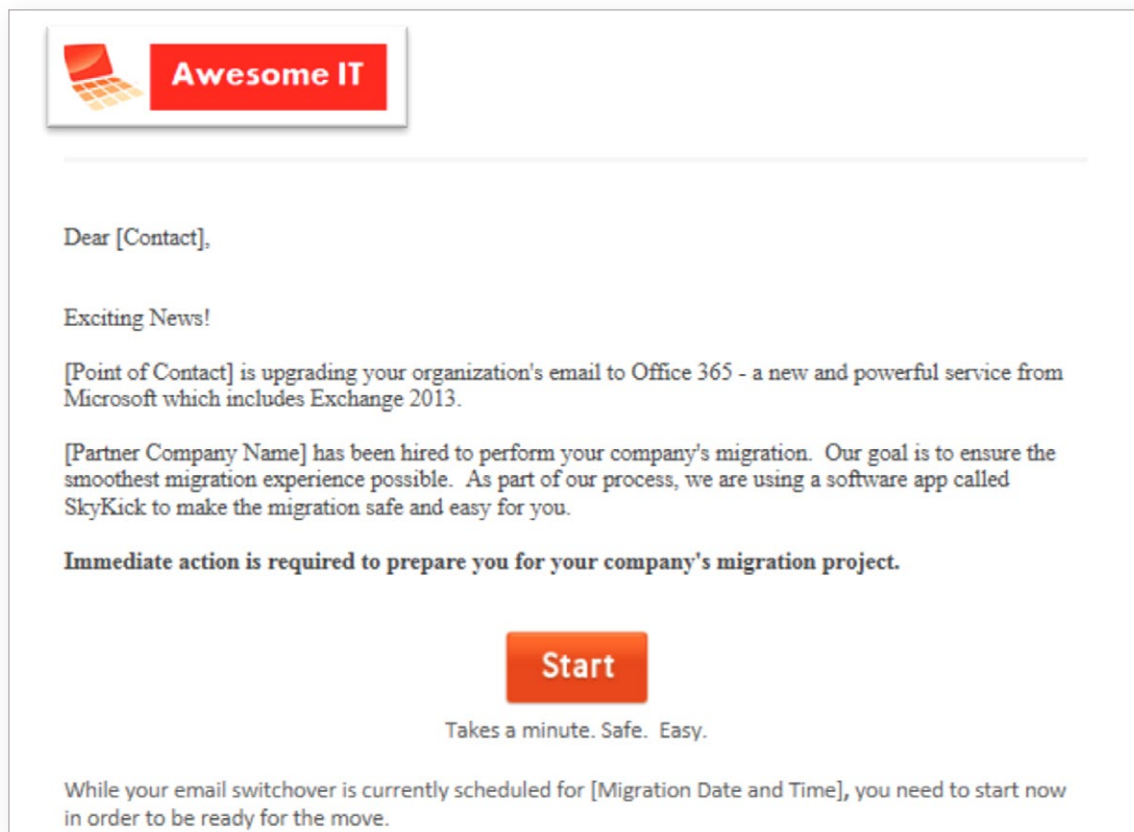 Awesome IT
Dear [Contact],
Exciting News!
[Point of Contact] is upgrading your organization's email to Office 365 - a new and powerful service from
Microsoft which includes Exchange 2013.
[Partner Company Name] has been hired to perform your company's migration.  Our goal is to ensure the
smoothest migration experience possible.  As part of our process, we are using a software app called
SkyKick to make the migration safe and easy for you.
Immediate action is required to prepare you for your company's migration project.
Start
Takes a minute. Safe.  Easy.
While your email switchover is currently scheduled for [Migration Date and Time], you need to start now
in order to be ready for the move.